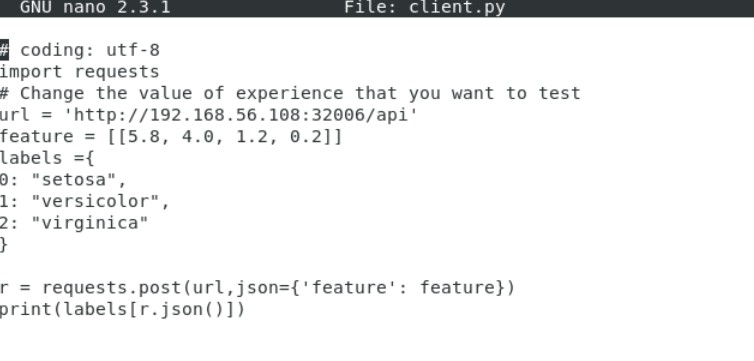 GNU nano 2.3.1 File: client.py
# coding: utf-8
import requests
# Change the value of experience that you want to test
url = 'http://192.168.56.108:32006/api'
feature = [[5.8, 4.0, 1.2, 0.2]]
labels ={
0: "setosa",
1: "versicolor",
2: "virginica"
}
r = requests.post(url,json={'feature': feature})
print(labels[r.json()])